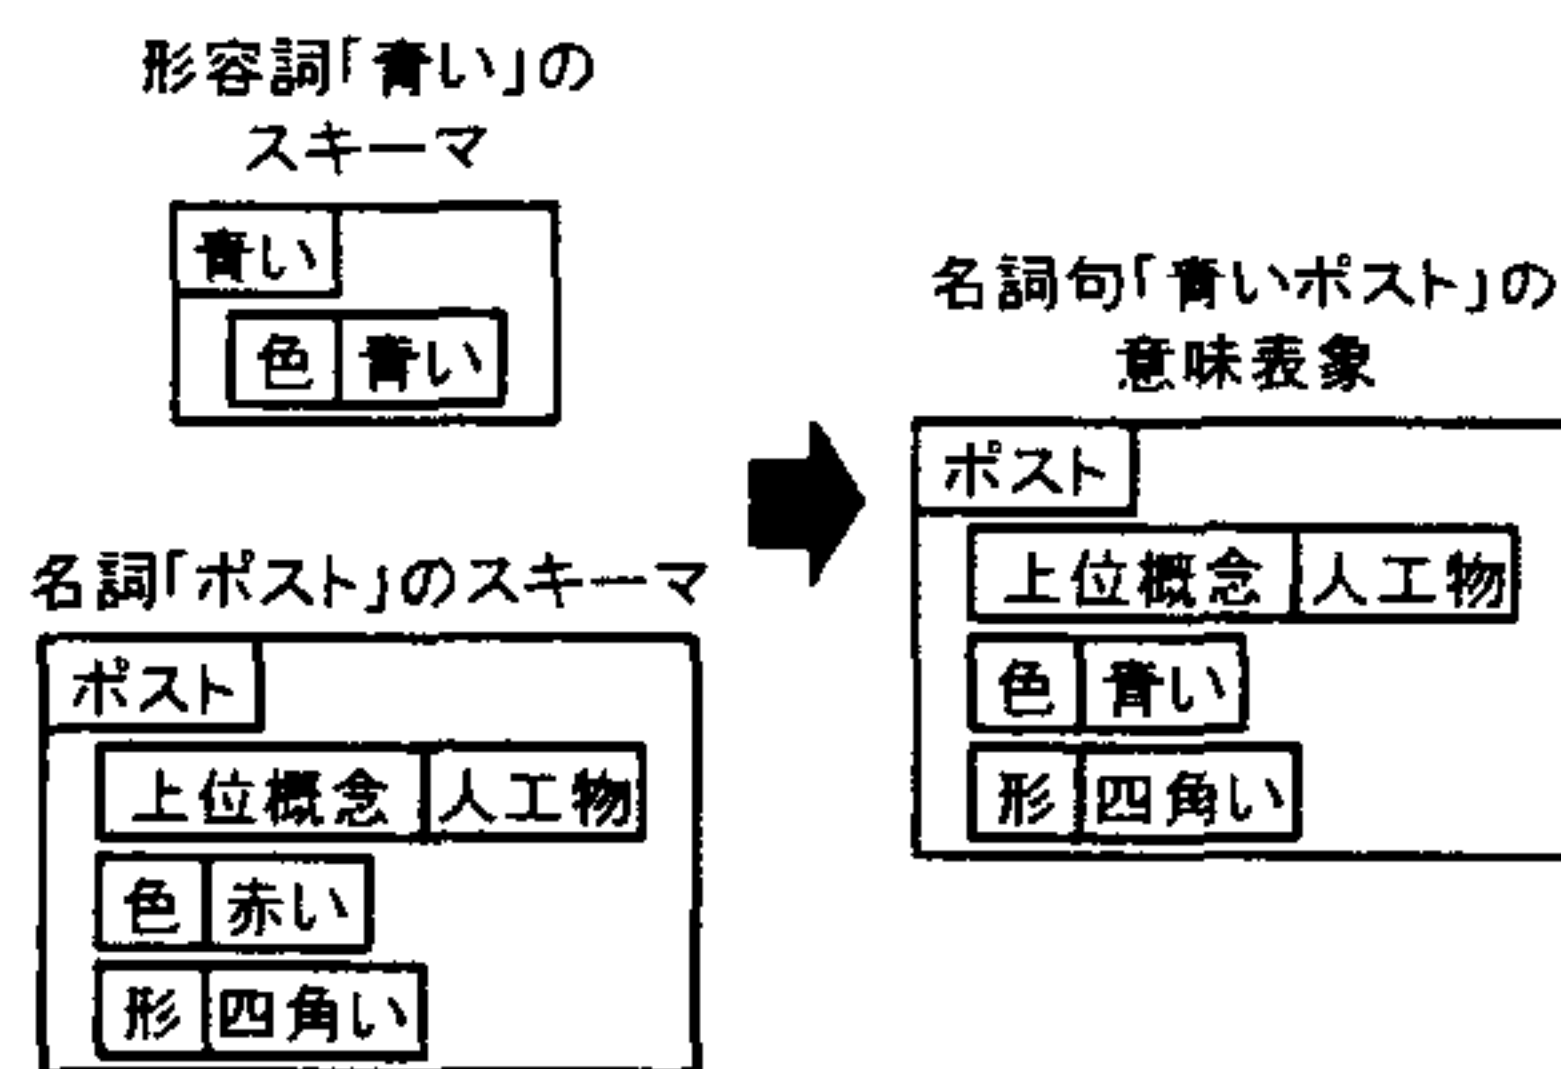 形容詞「青い」の
スキーマ
青い
色 青い
名詞「ポスト」のスキーマ
ポスト
上位概念 人工物
色 赤い
形 四角い
名詞句「青いポスト」の
意味表象
ポスト
上位概念 人工物
色 青い
形 四角い